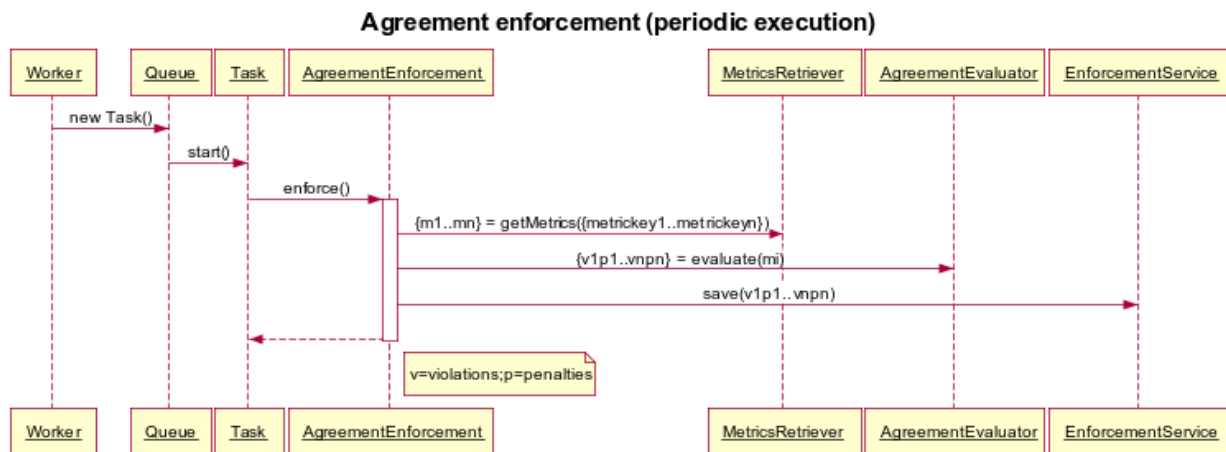 Agreement enforcement (periodic execution)
Worker Queue Task AgreementEnforcement MetricsRetriever AgreementEvaluator EnforcementService
new Task()
start()
enforce()
{m1..mn} = getMetrics({metrickey1..metrickeyn})
{v1p1..vnpn} = evaluate(mi)
save(v1p1..vnpn)
v=violations;p=penalties
Worker Queue Task AgreementEnforcement MetricsRetriever AgreementEvaluator EnforcementService